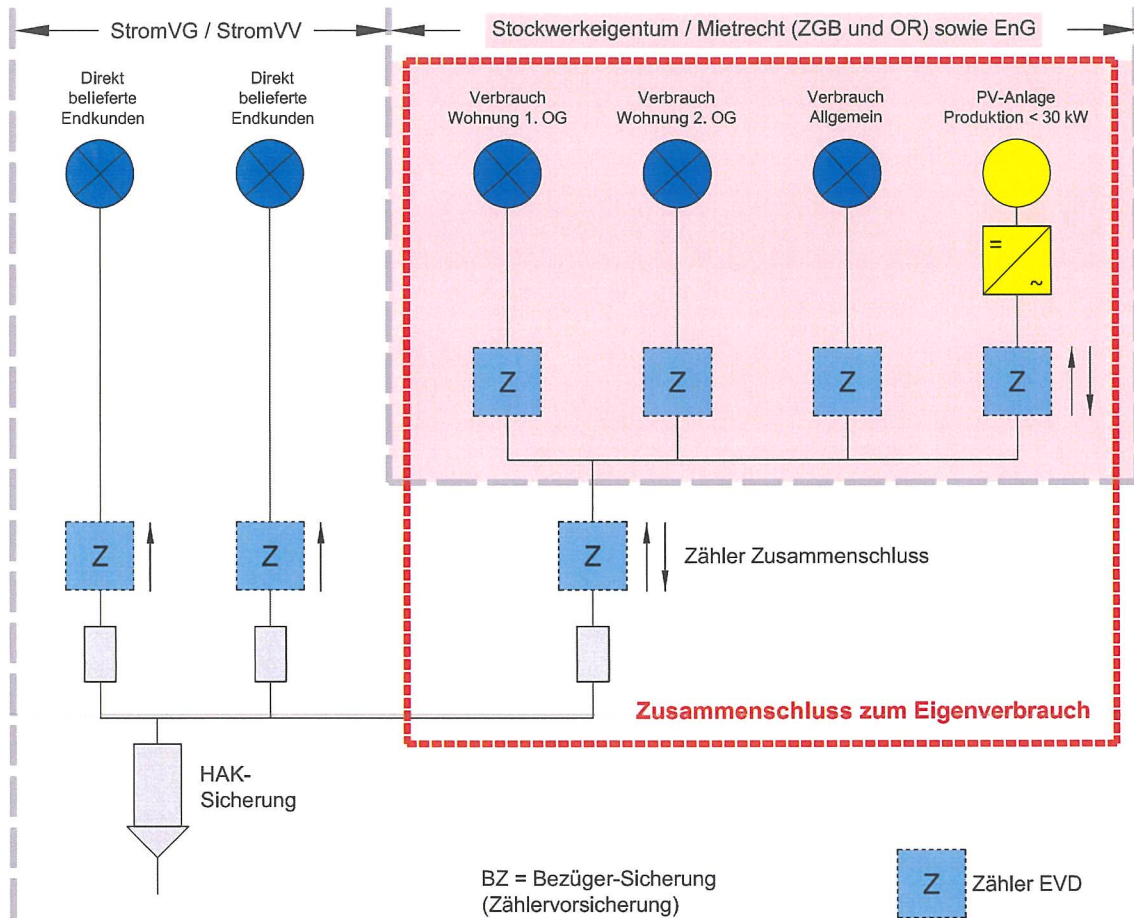 StromVG / StromVV
Stockwerkeigentum / Mietrecht (ZGB und OR) sowie EnG
Direkt
belieferte
Endkunden
Direkt
belieferte
Endkunden
Verbrauch
Wohnung 1. OG
Verbrauch
Wohnung 2. OG
Verbrauch
Allgemein
PV-Anlage
Produktion < 30 kW
=
~
Z
Z
Z
Z
Z
Z
Z
Zähler Zusammenschluss
Zusammenschluss zum Eigenverbrauch
HAK-
Sicherung
BZ = Bezüger-Sicherung
(Zählervorsicherung)
Z
Zähler EVD